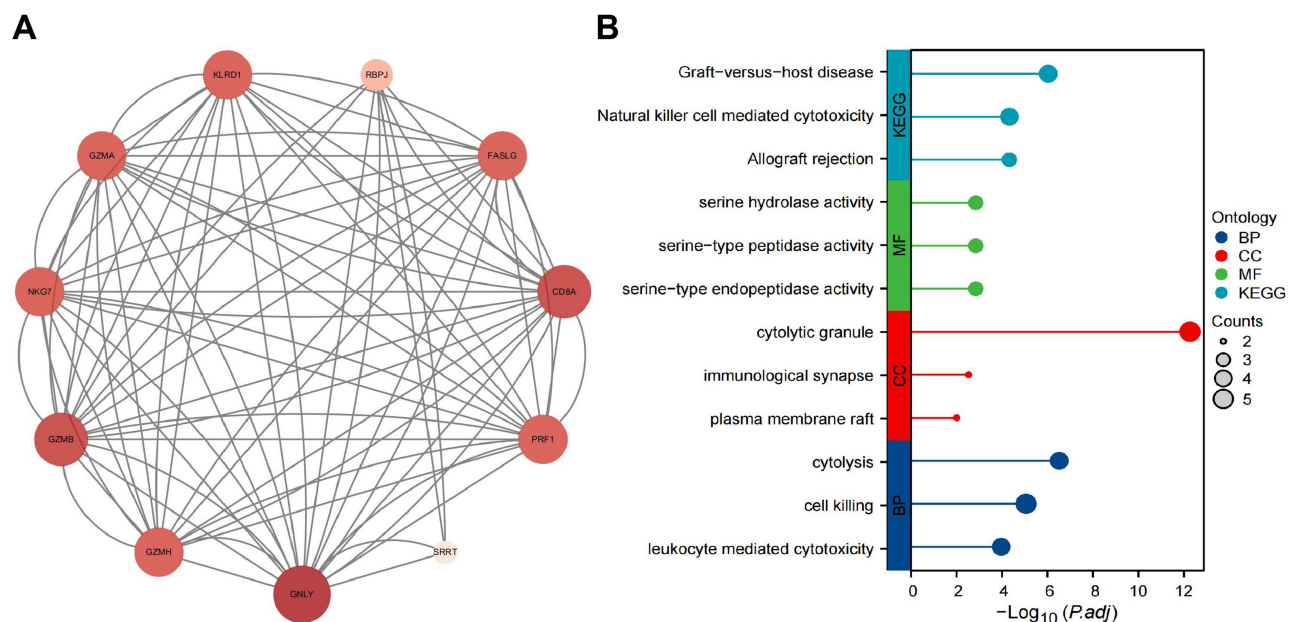 A
KLRD1
RBPJ
GZMA
FASLG
NKG7
CD8A
GZMB
PRF1
GZMH
SRRT
GNLY
B
Graft-versus-host disease
Natural killer cell mediated cytotoxicity
Allograft rejection
serine hydrolase activity
serine-type peptidase activity
serine-type endopeptidase activity
cytolytic granule
immunological synapse
plasma membrane raft
cytolysis
cell killing
leukocyte mediated cytotoxicity
KEGG
MF
CC
BP
0 2 4 6 8 10 12
−Log10 (P.adj)
Ontology
BP
CC
MF
KEGG
Counts
2
3
4
5